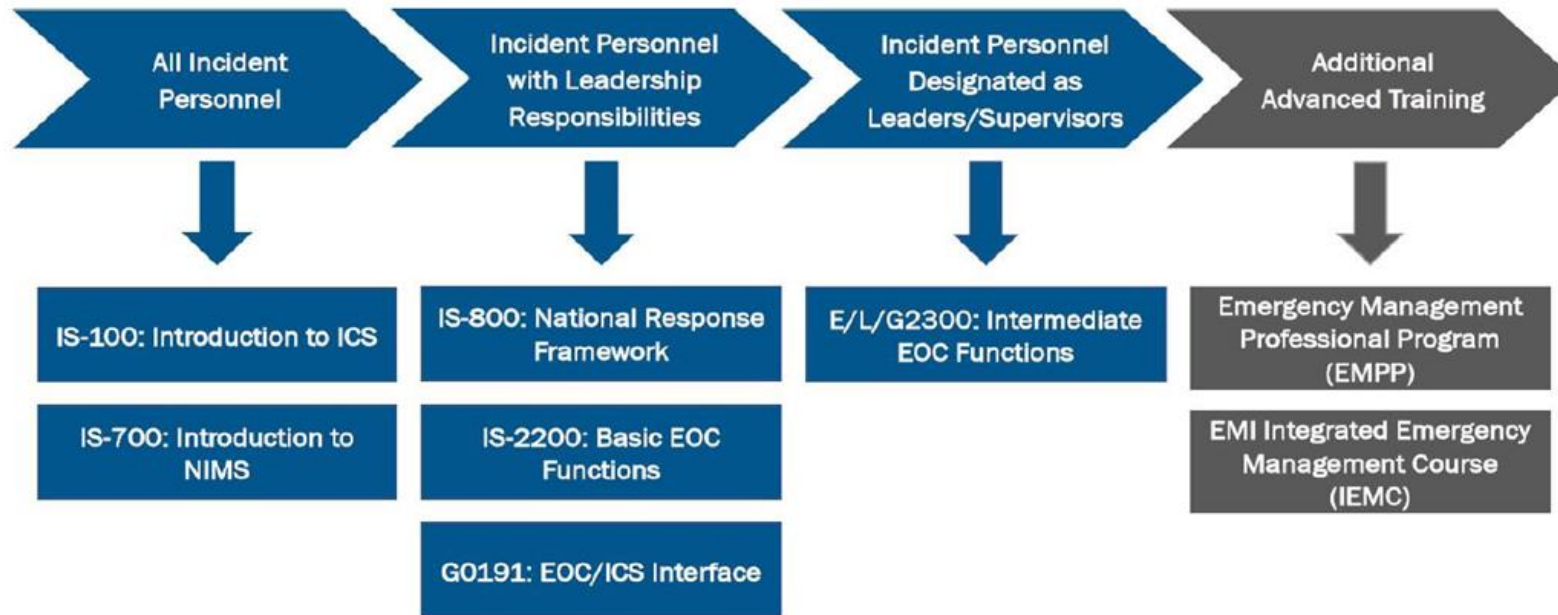 All Incident
Personnel
Incident Personnel
with Leadership
Responsibilities
Incident Personnel
Designated as
Leaders/Supervisors
Additional
Advanced Training
IS-100: Introduction to ICS
IS-700: Introduction to
NIMS
IS-800: National Response
Framework
IS-2200: Basic EOC
Functions
G0191: EOC/ICS Interface
E/L/G2300: Intermediate
EOC Functions
Emergency Management
Professional Program
(EMPP)
EMI Integrated Emergency
Management Course
(IEMC)